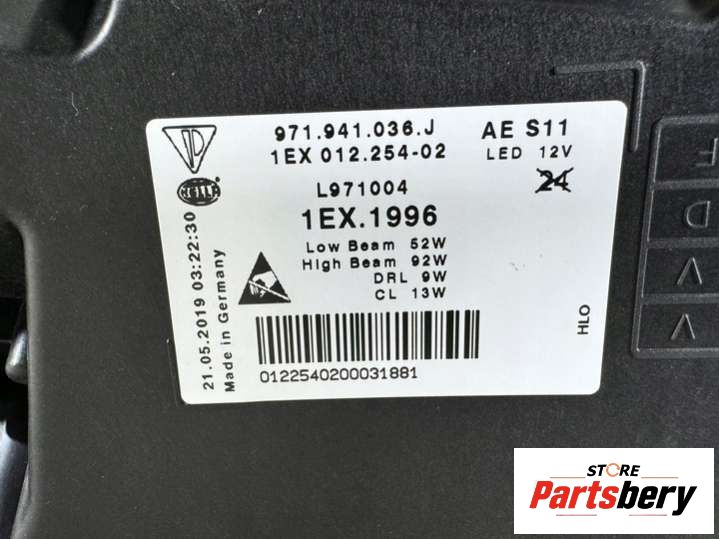 971.941.036.J AE S11
1EX 012.254-02 LED 12V
HELLA
L971004
24
1EX.1996
Low Beam 52W
High Beam 92W
DRL 9W
CL 13W
21.05.2019 03:22:30
Made in Germany
HLO
0122540200031881
F
D
V
V
STORE
Partsbery